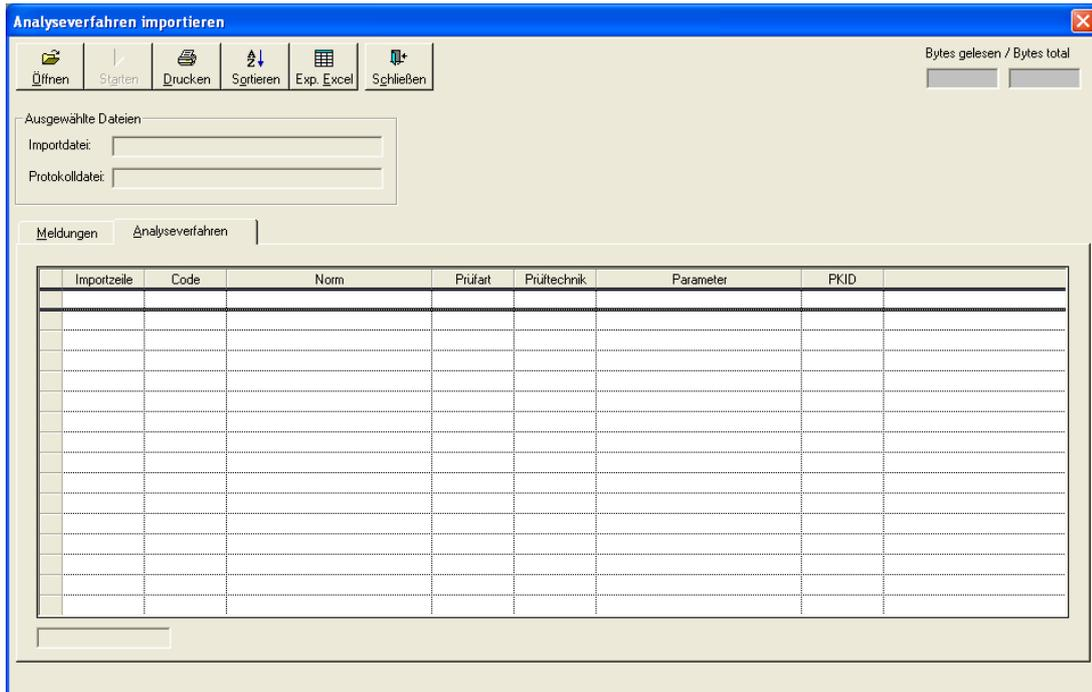 Analyseverfahren importieren
Öffnen Starten Drucken Sortieren Exp. Excel Schließen
Bytes gelesen / Bytes total
Ausgewählte Dateien
Importdatei:
Protokolldatei:
Meldungen Analyseverfahren
Importzeile Code Norm Prüfart Prüftechnik Parameter PKID